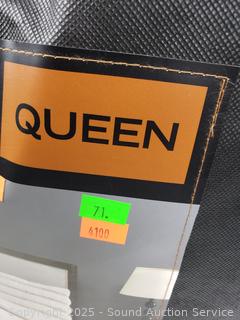 QUEEN
71.
6100
Copyright 2025 - Sound Auction Service